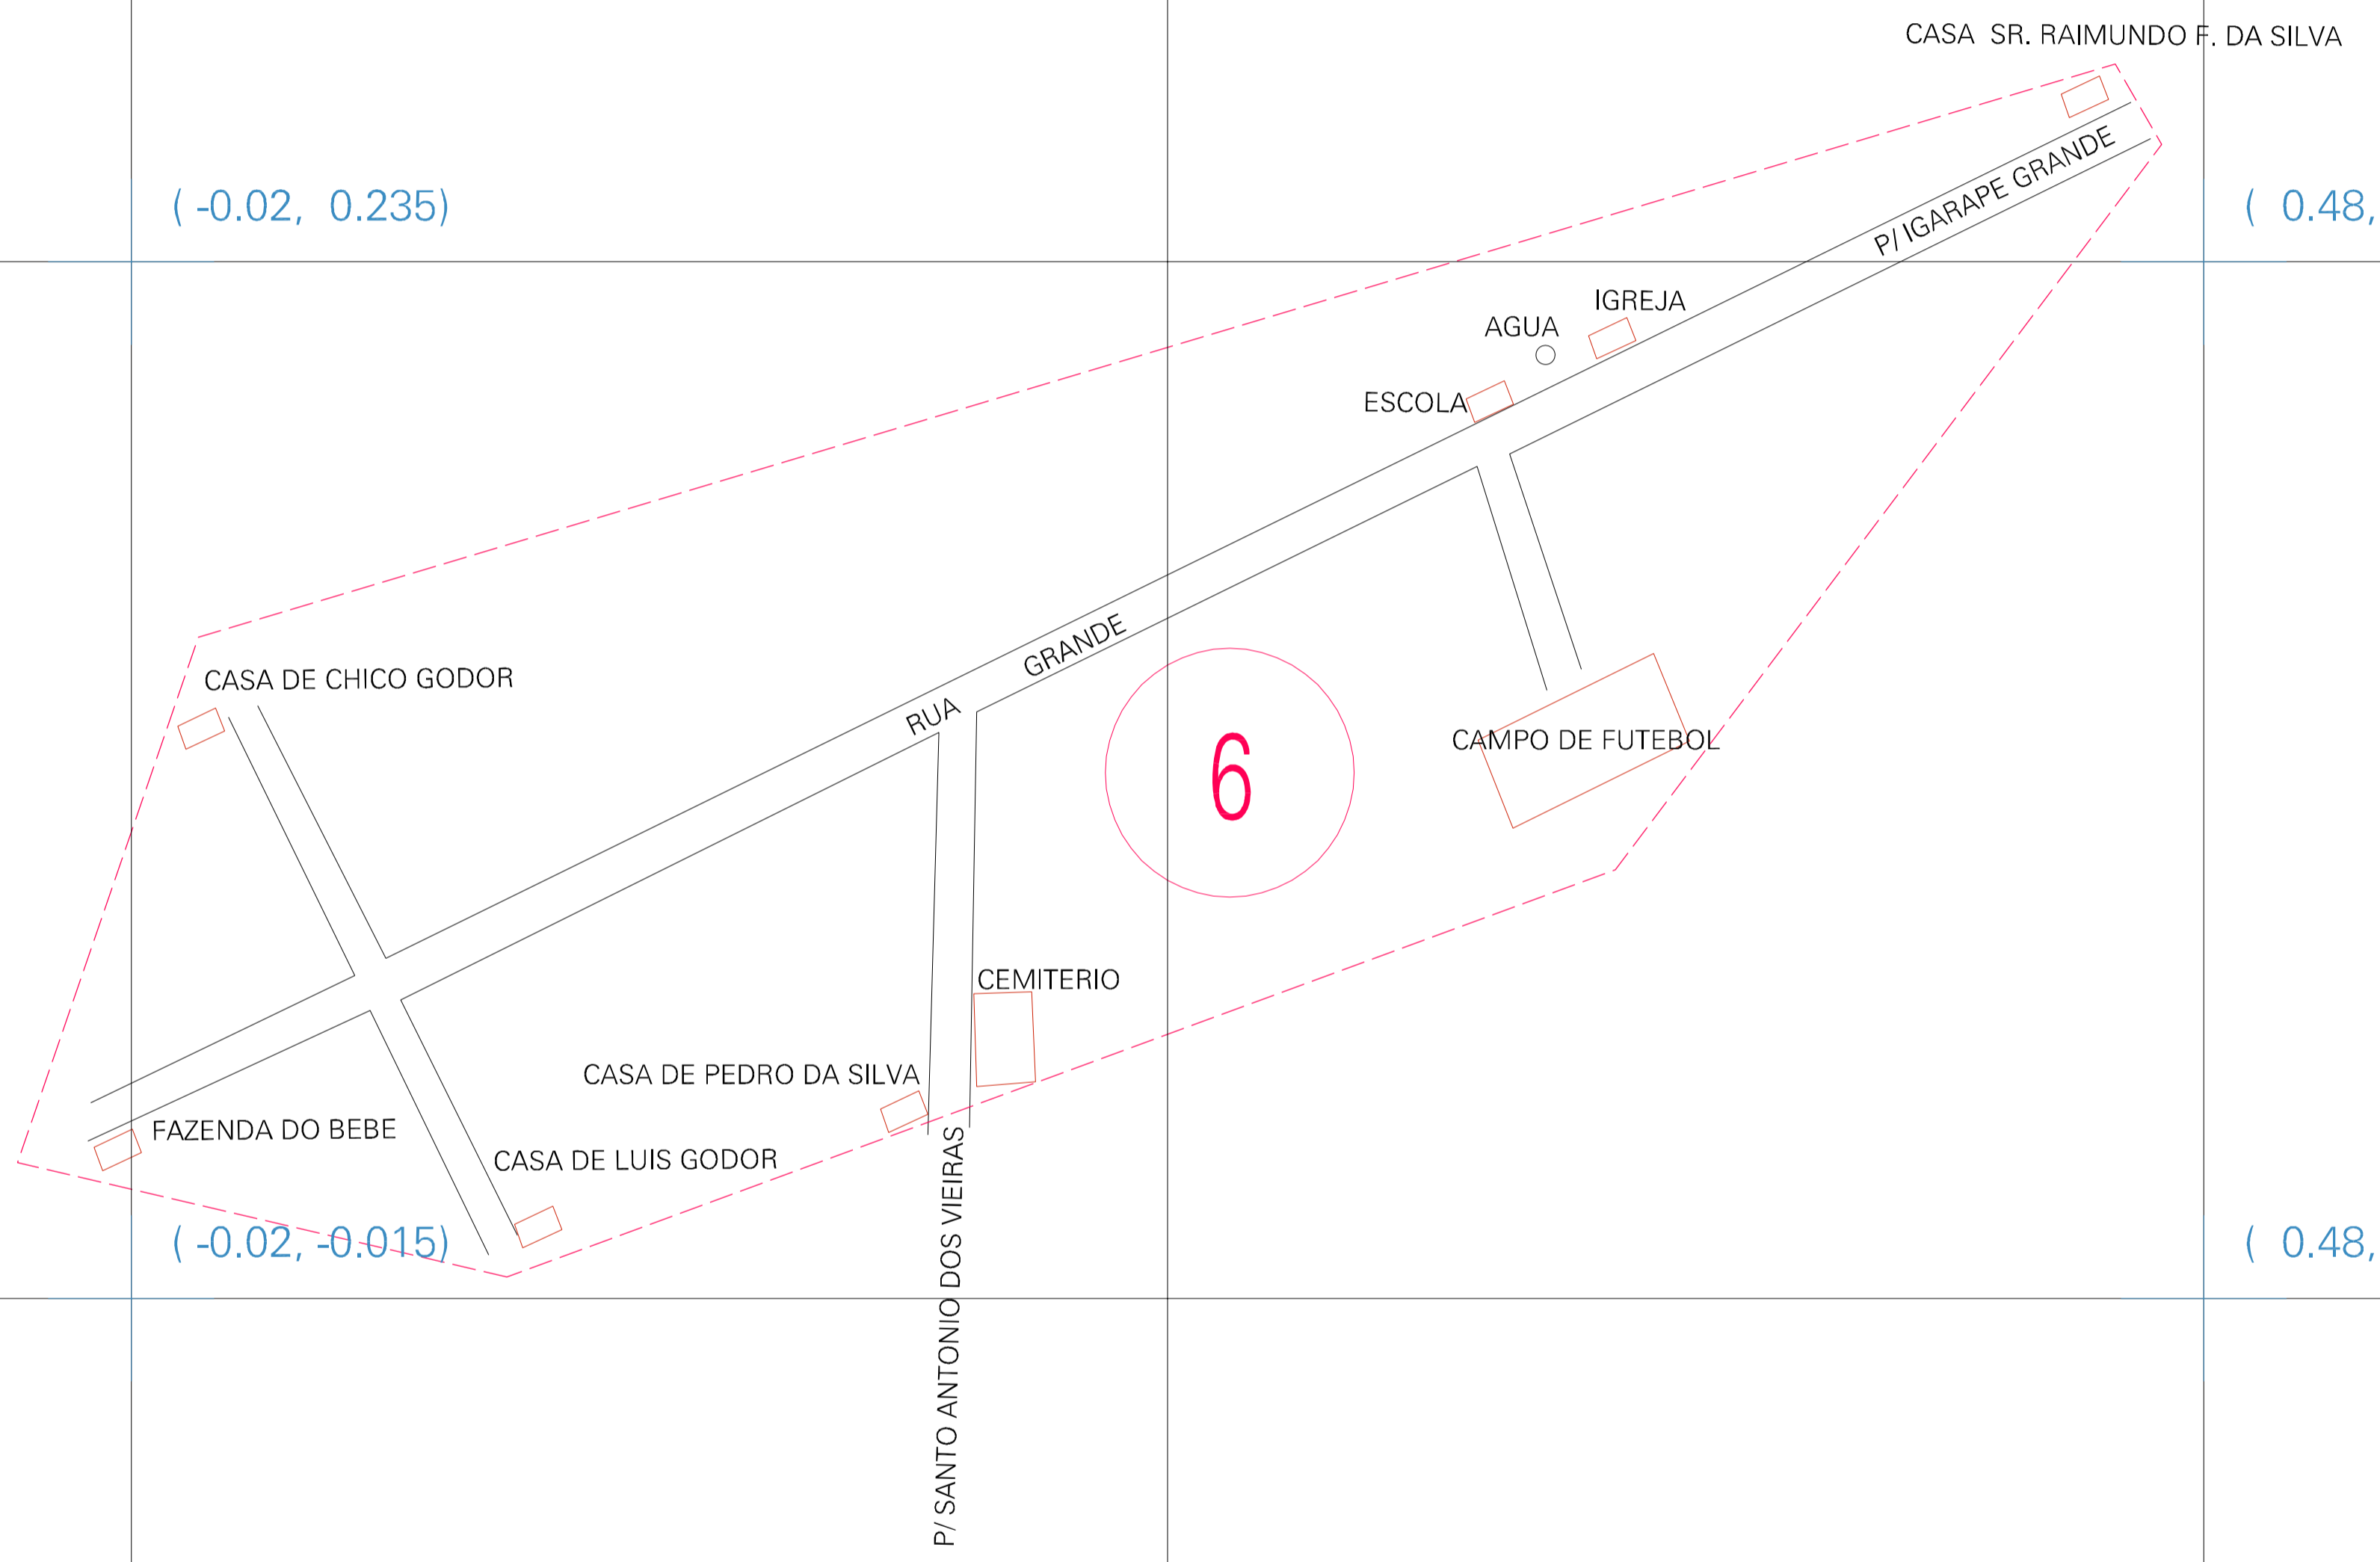 CASA  SR. RAIMUNDO F. DA SILVA
( -0.02,  0.235)
(  0.48,
P/ IGARAPE GRANDE
IGREJA
AGUA
ESCOLA
CASA DE CHICO GODOR
RUA GRANDE
6
CAMPO DE FUTEBOL
CEMITERIO
CASA DE PEDRO DA SILVA
FAZENDA DO BEBE
CASA DE LUIS GODOR
( -0.02, -0.015)
(  0.48,
P/ SANTO ANTONIO DOS VIEIRAS